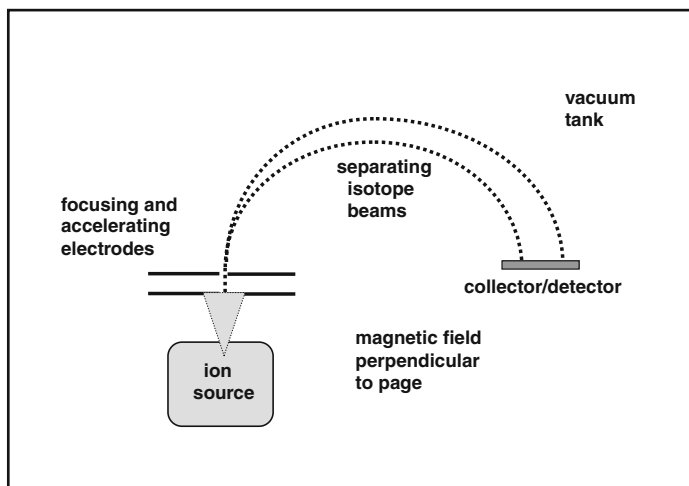 vacuum
tank
separating
isotope
beams
focusing and
accelerating
electrodes
collector/detector
magnetic field
perpendicular
to page
ion
source